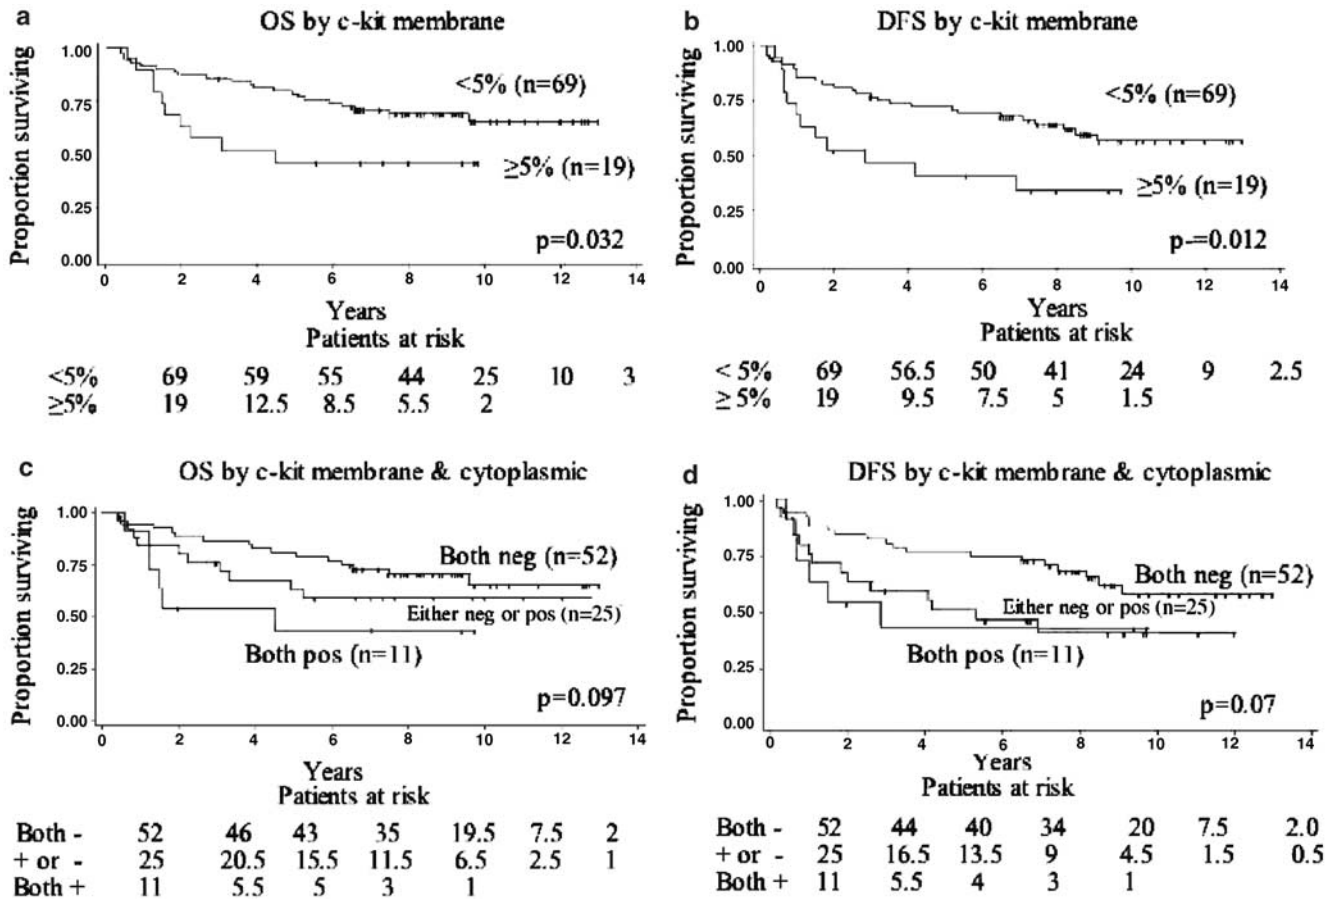 a OS by c-kit membrane
Proportion surviving
1.00
0.75
0.50
0.25
0.00
<5% (n=69)
≥5% (n=19)
p=0.032
0 2 4 6 8 10 12 14
Years
Patients at risk
<5% 69 59 55 44 25 10 3
≥5% 19 12.5 8.5 5.5 2
b DFS by c-kit membrane
Proportion surviving
1.00
0.75
0.50
0.25
0.00
<5% (n=69)
≥5% (n=19)
p-=0.012
0 2 4 6 8 10 12 14
Years
Patients at risk
< 5% 69 56.5 50 41 24 9 2.5
≥ 5% 19 9.5 7.5 5 1.5
c OS by c-kit membrane & cytoplasmic
Proportion surviving
1.00
0.75
0.50
0.25
0.00
Both neg (n=52)
Either neg or pos (n=25)
Both pos (n=11)
p=0.097
0 2 4 6 8 10 12 14
Years
Patients at risk
Both - 52 46 43 35 19.5 7.5 2
+ or - 25 20.5 15.5 11.5 6.5 2.5 1
Both + 11 5.5 5 3 1
d DFS by c-kit membrane & cytoplasmic
Proportion surviving
1.00
0.75
0.50
0.25
0.00
Both neg (n=52)
Either neg or pos (n=25)
Both pos (n=11)
p=0.07
0 2 4 6 8 10 12 14
Years
Patients at risk
Both - 52 44 40 34 20 7.5 2.0
+ or - 25 16.5 13.5 9 4.5 1.5 0.5
Both + 11 5.5 4 3 1